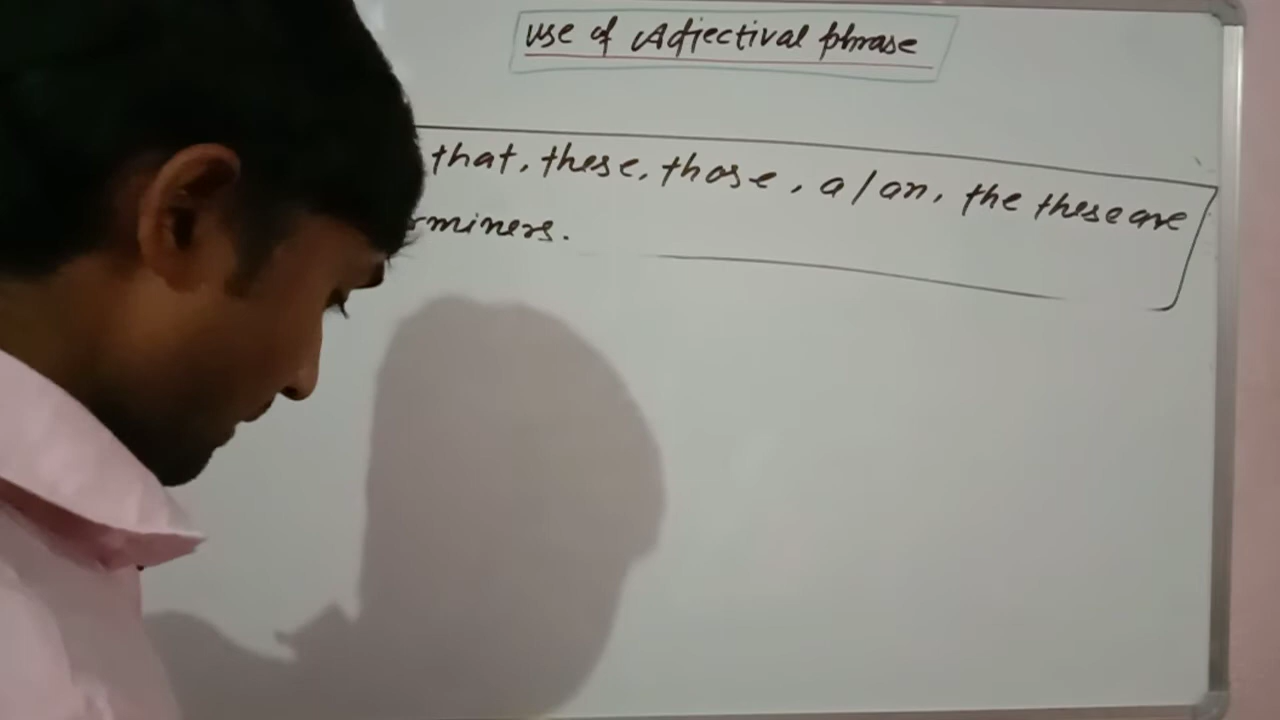 use of Adjectival phrase
that, these, those, a/an, the these are
rminers.